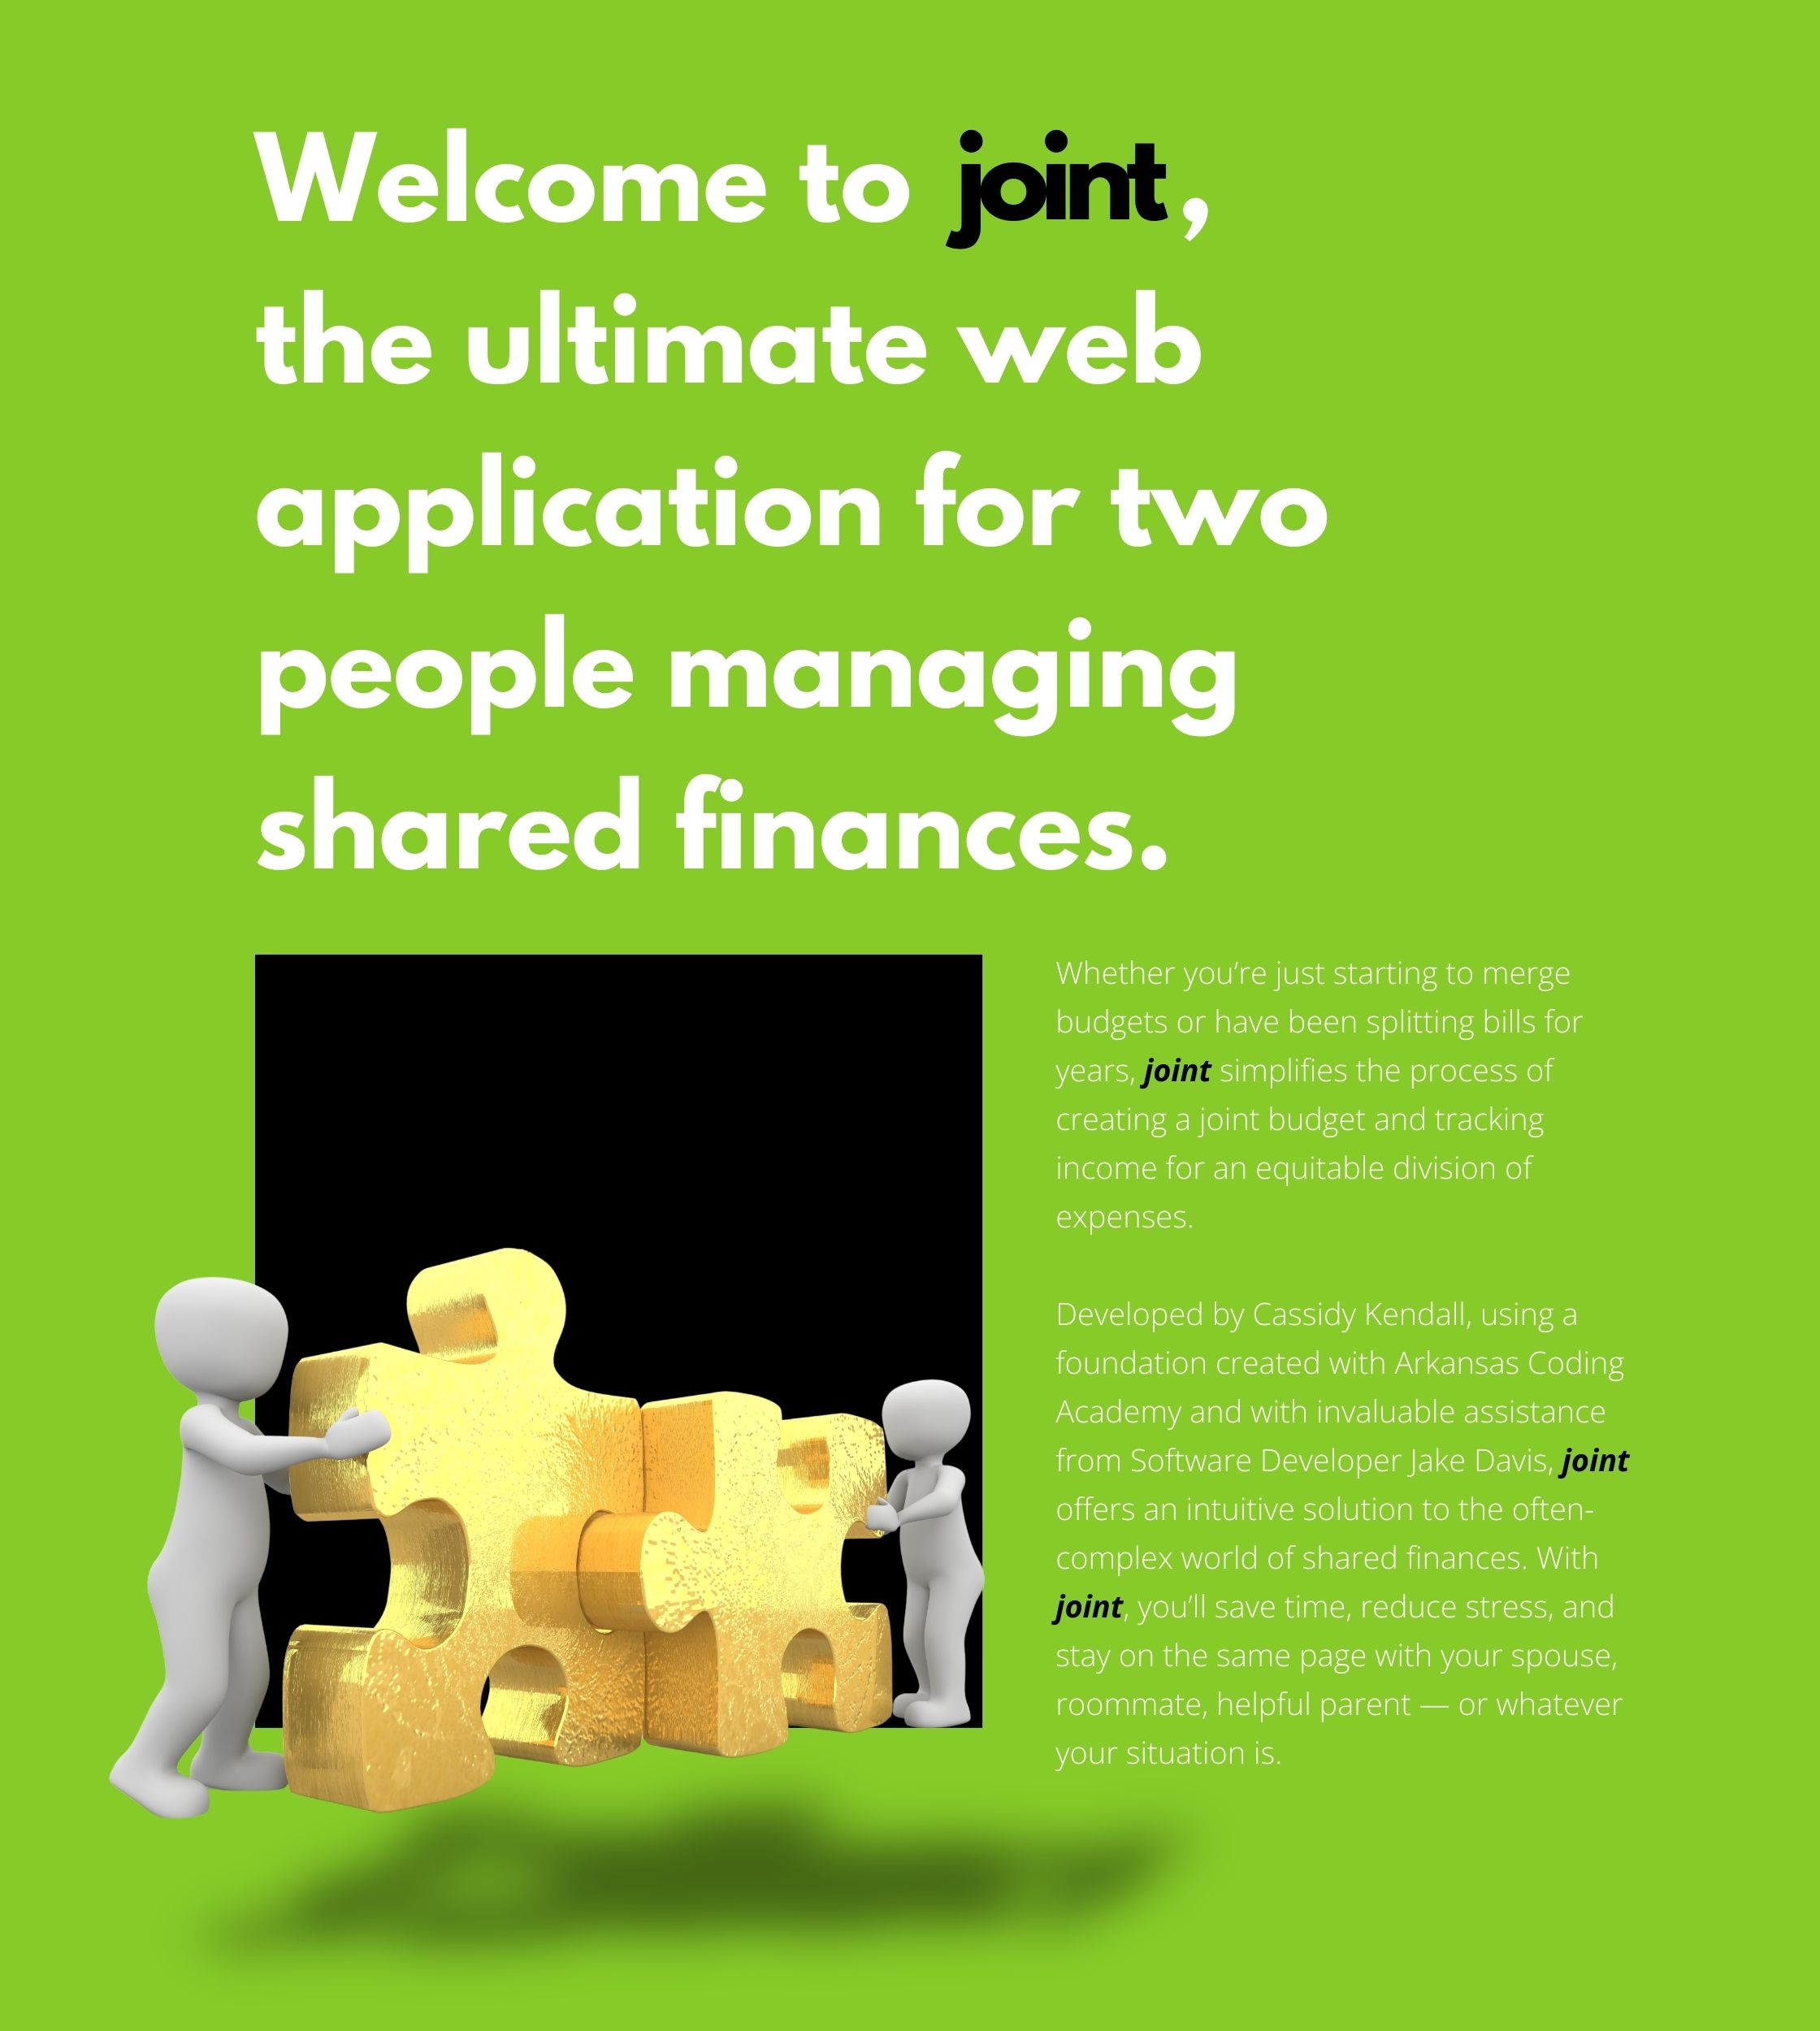 Welcome to joint,
the ultimate web
application for two
people managing
shared finances.
Whether you’re just starting to merge
budgets or have been splitting bills for
years, joint simplifies the process of
creating a joint budget and tracking
income for an equitable division of
expenses.
Developed by Cassidy Kendall, using a
foundation created with Arkansas Coding
Academy and with invaluable assistance
from Software Developer Jake Davis, joint
offers an intuitive solution to the often-
complex world of shared finances. With
joint, you’ll save time, reduce stress, and
stay on the same page with your spouse,
roommate, helpful parent — or whatever
your situation is.